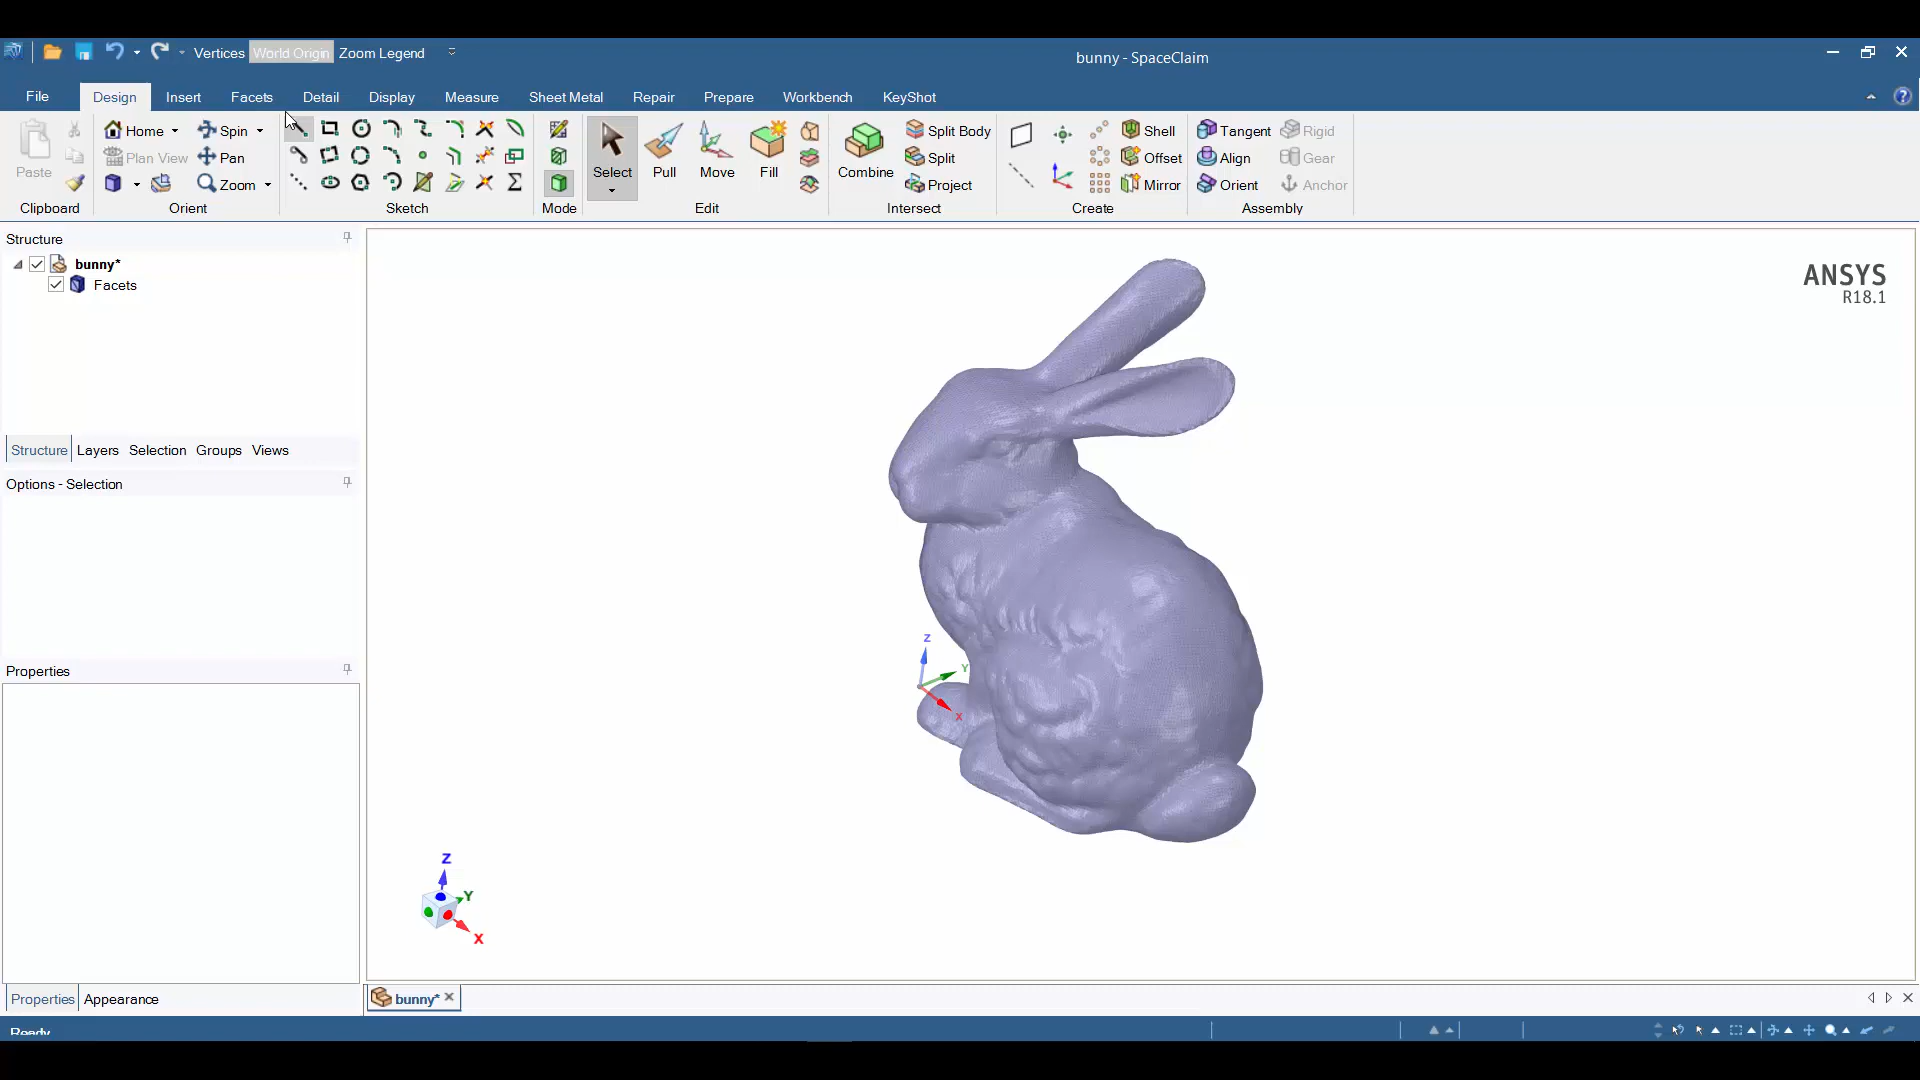 Vertices World Origin Zoom Legend
bunny - SpaceClaim
File Design Insert Facets Detail Display Measure Sheet Metal Repair Prepare Workbench KeyShot
Paste
Clipboard
Home Spin
Plan View Pan
Zoom
Orient
Sketch
Mode
Select Pull Move Fill
Edit
Combine
Split Body
Split
Project
Intersect
Shell
Offset
Mirror
Create
Tangent Rigid
Align Gear
Orient Anchor
Assembly
Structure
bunny*
Facets
Structure Layers Selection Groups Views
Options - Selection
Properties
Properties Appearance
ANSYS
R18.1
Z
Y
X
Z
Y
X
bunny*
Ready